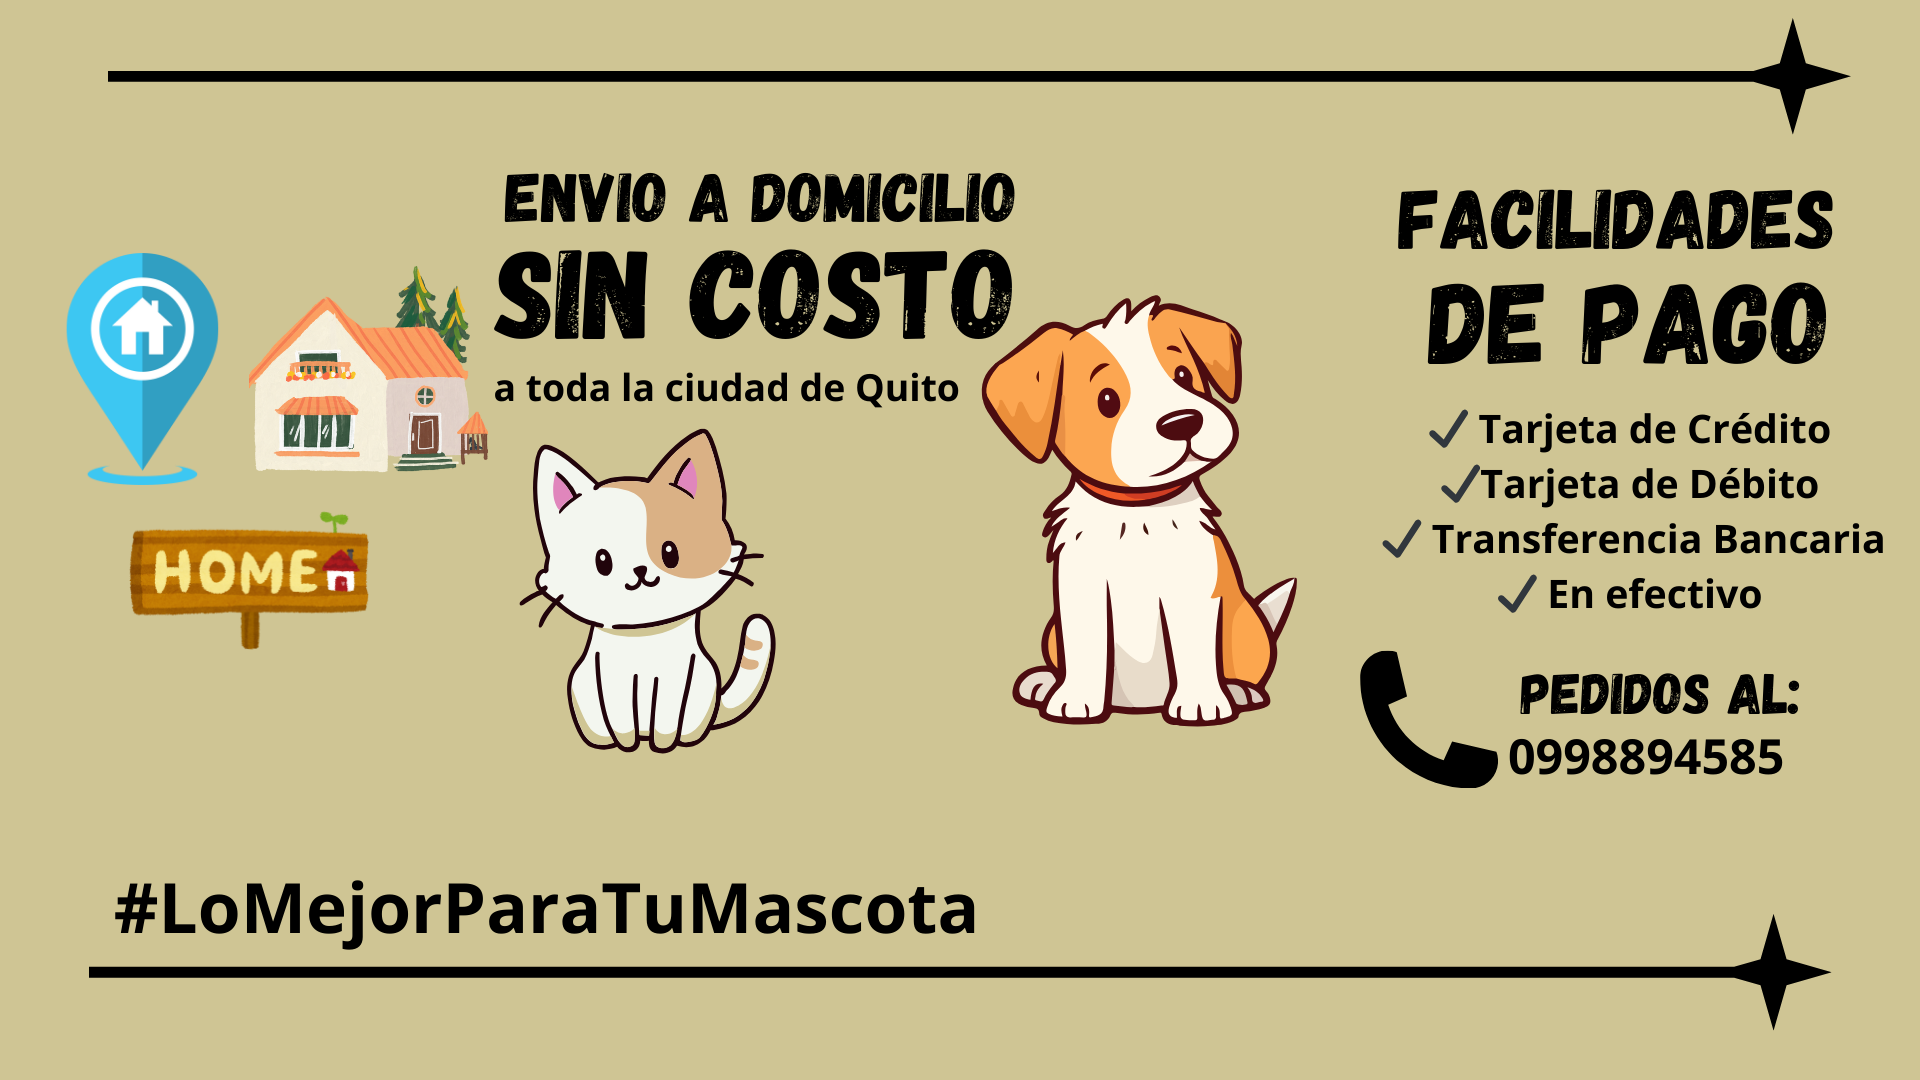 ENVIO A DOMICILIO
SIN COSTO
a toda la ciudad de Quito
HOME
FACILIDADES
DE PAGO
Tarjeta de Crédito
Tarjeta de Débito
Transferencia Bancaria
En efectivo
PEDIDOS AL:
0998894585
#LoMejorParaTuMascota